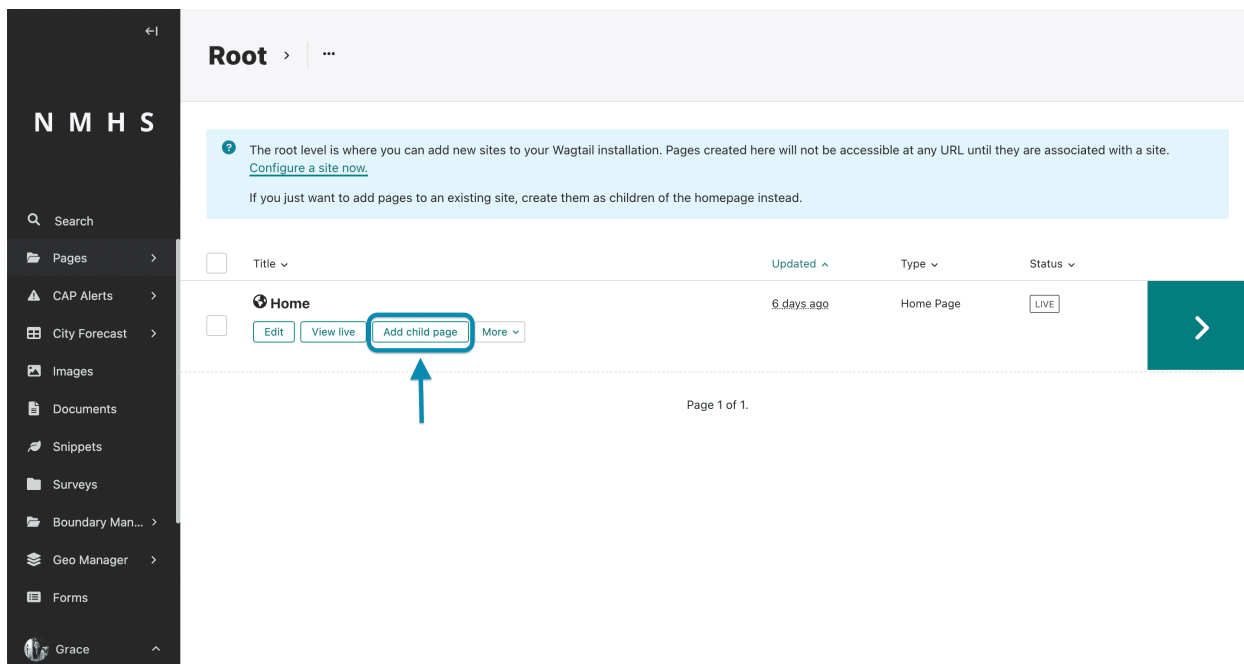 Root
...
N M H S
The root level is where you can add new sites to your Wagtail installation. Pages created here will not be accessible at any URL until they are associated with a site.
Configure a site now.
If you just want to add pages to an existing site, create them as children of the homepage instead.
Search
Pages
CAP Alerts
City Forecast
Images
Documents
Snippets
Surveys
Boundary Man...
Geo Manager
Forms
Grace
Title Updated Type Status
Home 6 days ago Home Page LIVE
Edit View live Add child page More
Page 1 of 1.